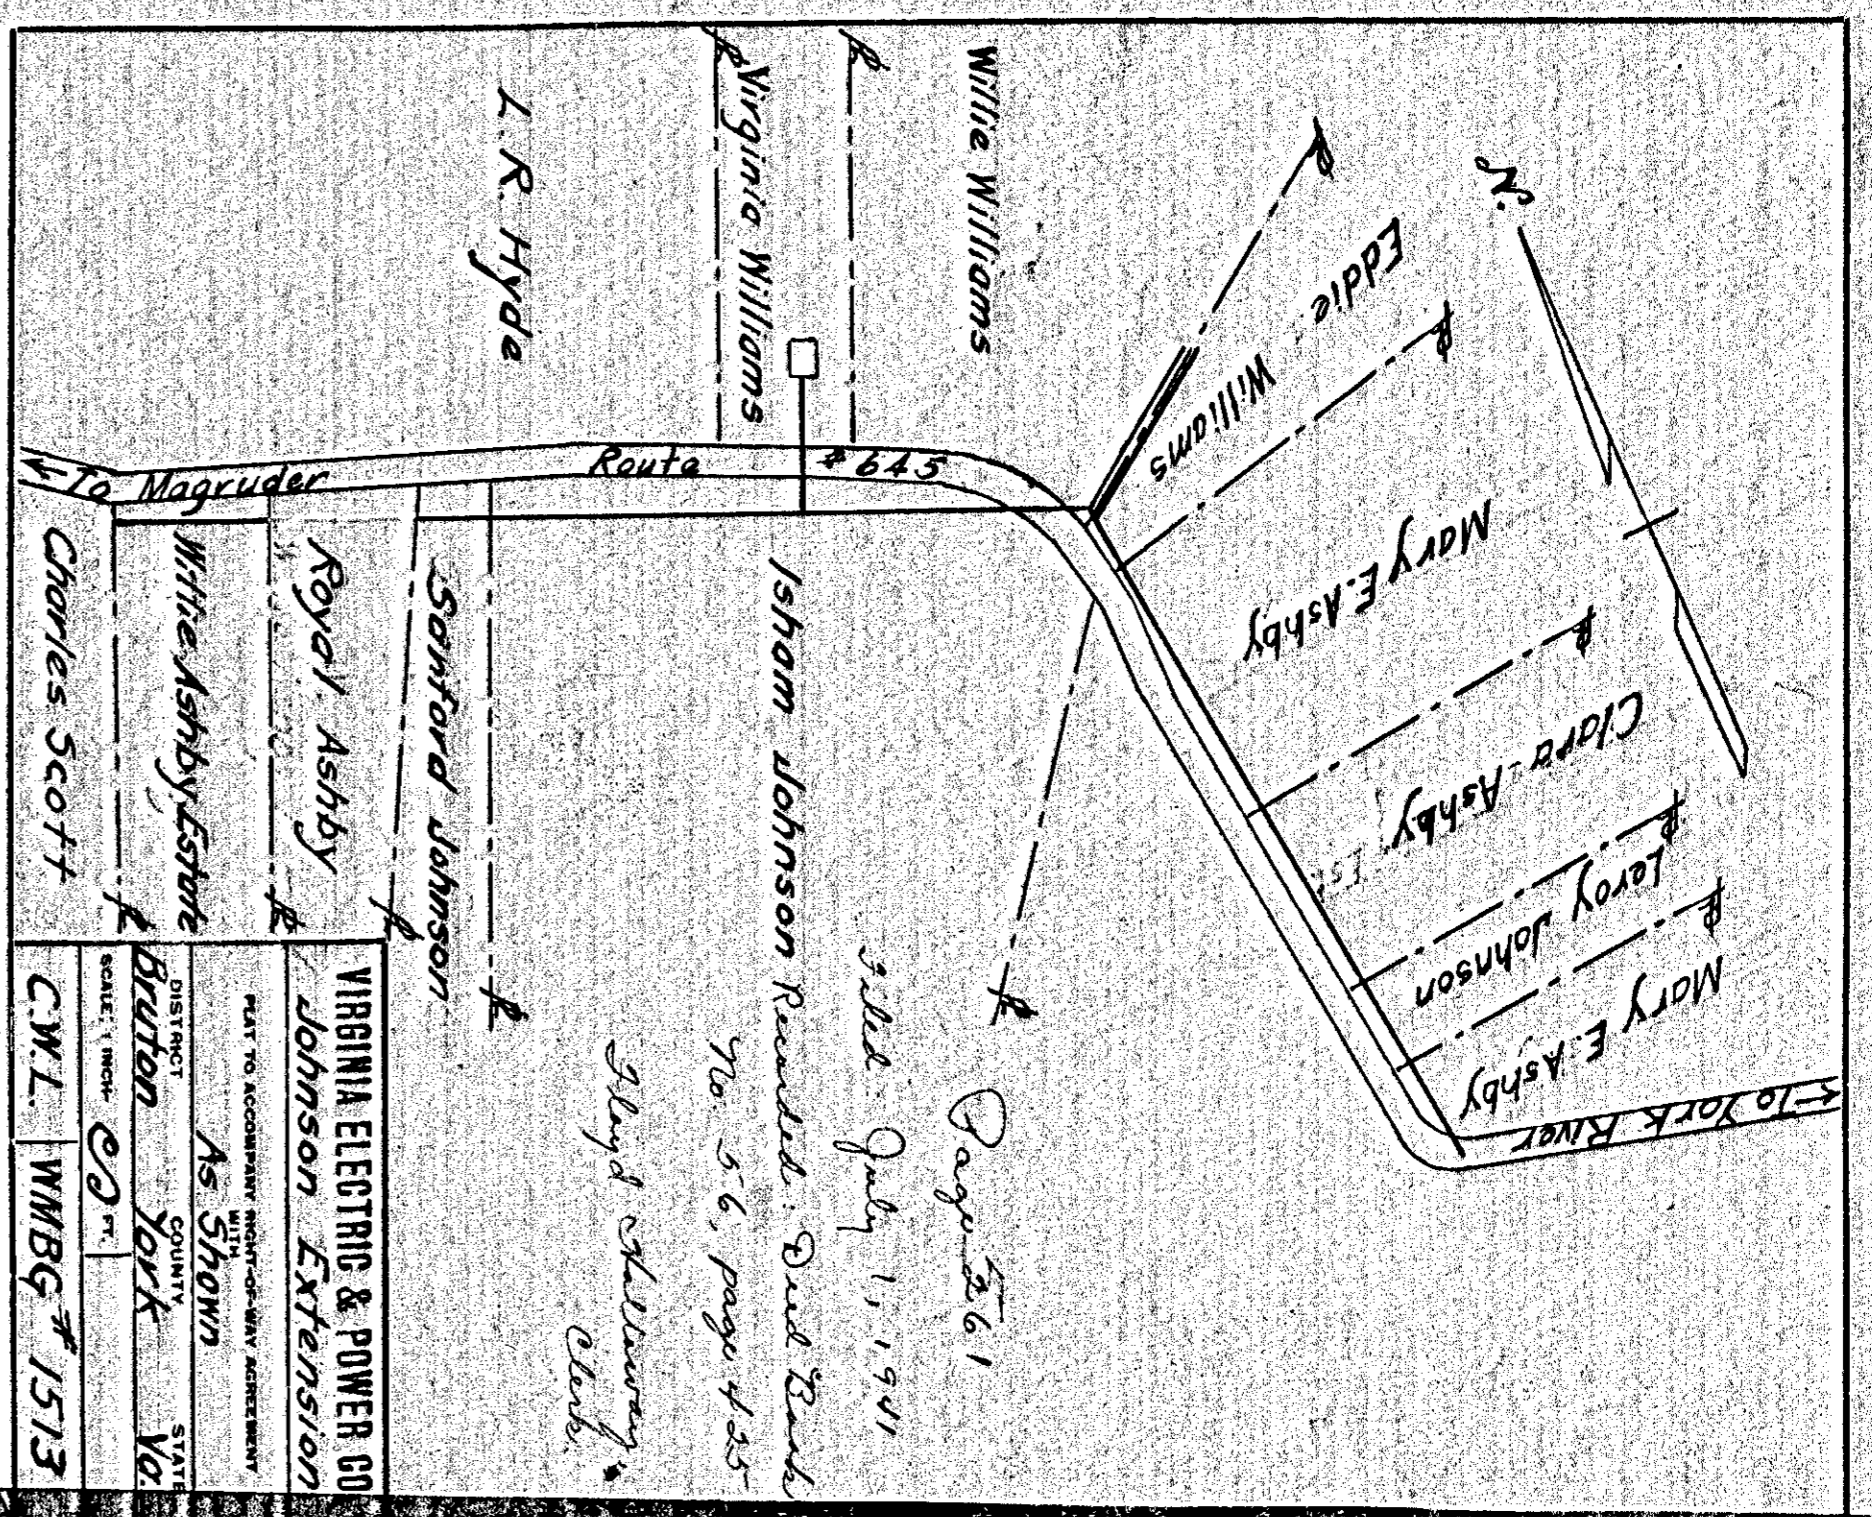 N.
Willie Williams
Virginia Williams
L.R. Hyde
Eddie Williams
Mary E. Ashby
Clara Ashby Est.
Leroy Johnson
Mary E. Ashby
← To York River
← To Magruder Route # 645
Isham Johnson
Sanford Johnson
Royal Ashby
Willie Ashby Estate
Charles Scott
Page 261
Filed: July 11, 1941
Recorded: Deed Book
No. 56, page 425
Floyd Holloway
Clerk.
VIRGINIA ELECTRIC & POWER CO
Johnson Extension
PLAT TO ACCOMPANY RIGHT-OF-WAY AGREEMENT
WITH
As Shown
DISTRICT COUNTY STATE
Bruton York Va.
SCALE: 1 INCH FT.
C.W.L. WMBG # 1513